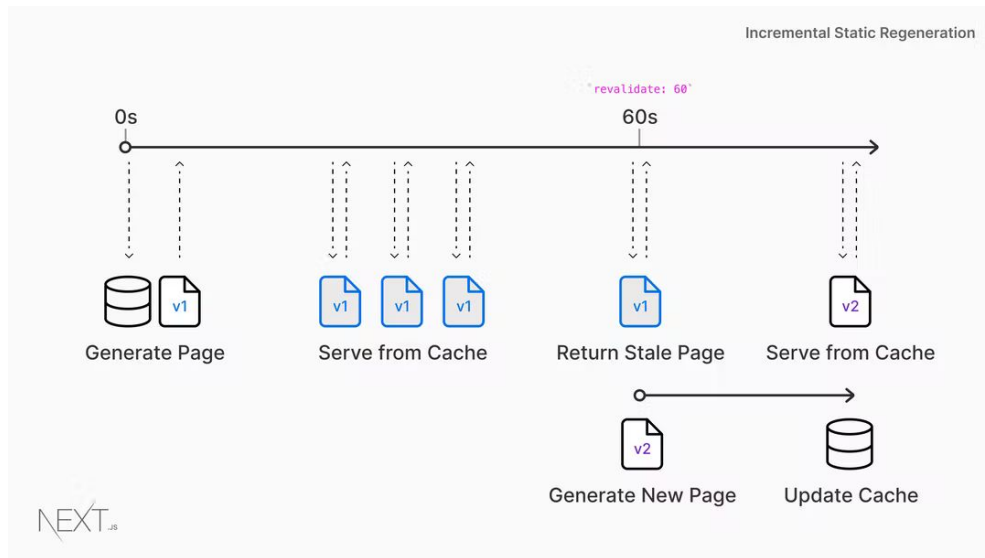 Incremental Static Regeneration
`revalidate: 60`
0s
60s
v1
v1
v1
v1
v1
v2
Generate Page
Serve from Cache
Return Stale Page
Serve from Cache
v2
Generate New Page
Update Cache
NEXT.JS